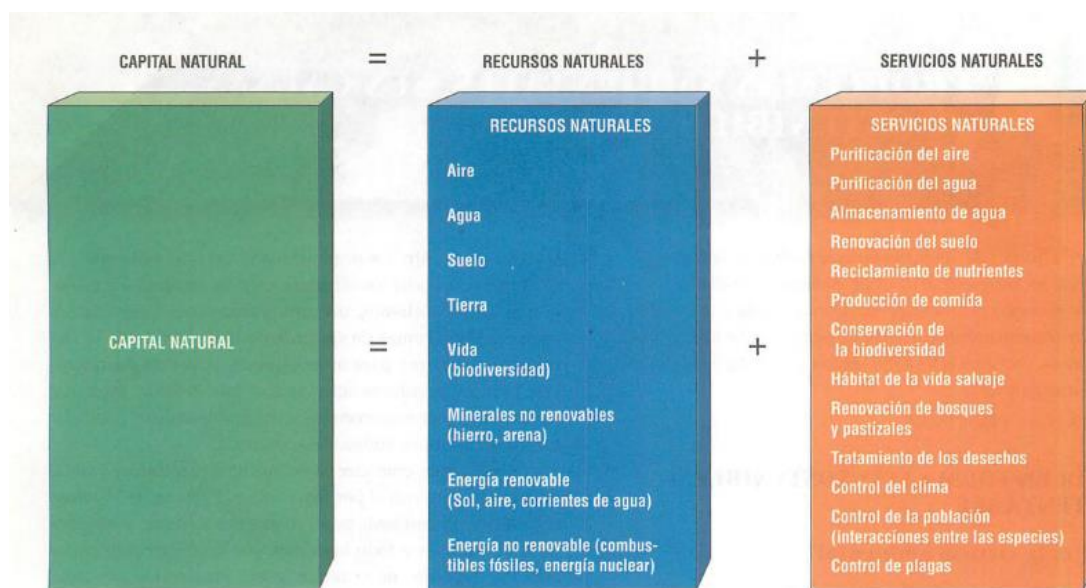 CAPITAL NATURAL = RECURSOS NATURALES + SERVICIOS NATURALES
CAPITAL NATURAL
=
RECURSOS NATURALES
Aire
Agua
Suelo
Tierra
Vida
(biodiversidad)
Minerales no renovables
(hierro, arena)
Energía renovable
(Sol, aire, corrientes de agua)
Energía no renovable (combus-
tibles fósiles, energía nuclear)
+
SERVICIOS NATURALES
Purificación del aire
Purificación del agua
Almacenamiento de agua
Renovación del suelo
Reciclamiento de nutrientes
Producción de comida
Conservación de
la biodiversidad
Hábitat de la vida salvaje
Renovación de bosques
y pastizales
Tratamiento de los desechos
Control del clima
Control de la población
(interacciones entre las especies)
Control de plagas